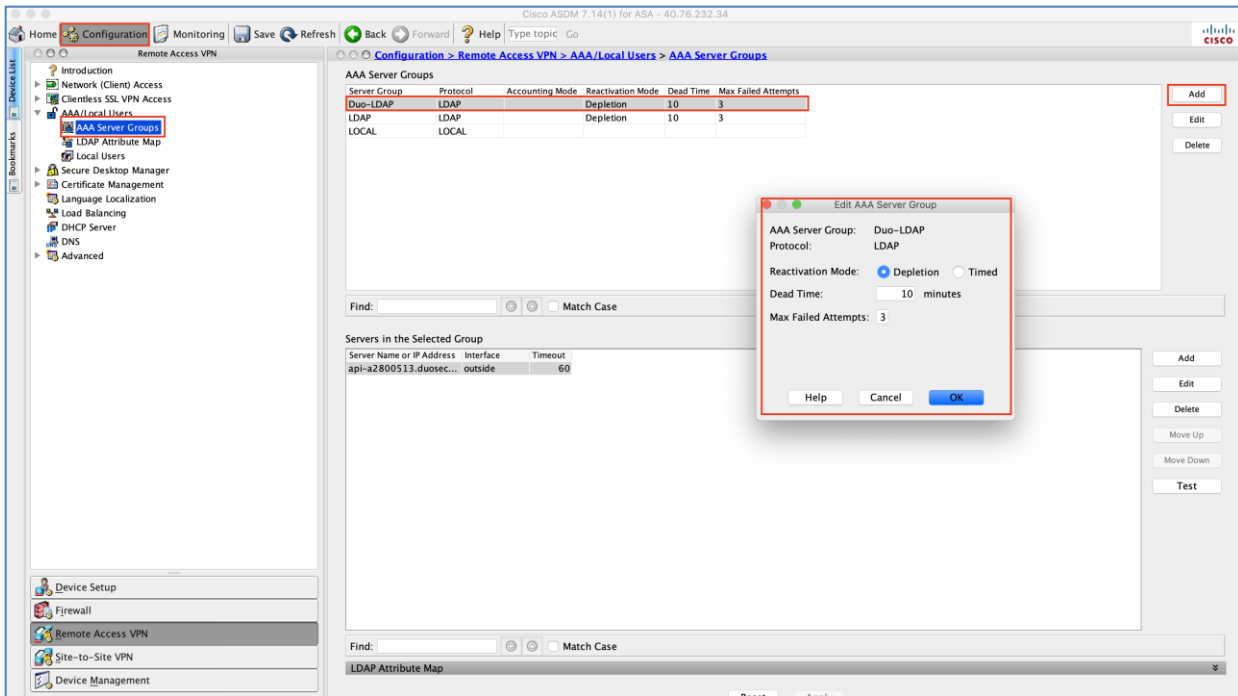 Cisco ASDM 7.14(1) for ASA - 40.76.232.34
Home Configuration Monitoring Save Refresh Back Forward Help Type topic Go
CISCO
Device List
Bookmarks
Remote Access VPN
Introduction
Network (Client) Access
Clientless SSL VPN Access
AAA/Local Users
AAA Server Groups
LDAP Attribute Map
Local Users
Secure Desktop Manager
Certificate Management
Language Localization
Load Balancing
DHCP Server
DNS
Advanced
Device Setup
Firewall
Remote Access VPN
Site-to-Site VPN
Device Management
Configuration > Remote Access VPN > AAA/Local Users > AAA Server Groups
AAA Server Groups
Server Group Protocol Accounting Mode Reactivation Mode Dead Time Max Failed Attempts
Duo-LDAP LDAP Depletion 10 3
LDAP LDAP Depletion 10 3
LOCAL LOCAL
Add
Edit
Delete
Edit AAA Server Group
AAA Server Group: Duo-LDAP
Protocol: LDAP
Reactivation Mode: Depletion Timed
Dead Time: 10 minutes
Max Failed Attempts: 3
Help Cancel OK
Find: Match Case
Servers in the Selected Group
Server Name or IP Address Interface Timeout
api-a2800513.duosec... outside 60
Add
Edit
Delete
Move Up
Move Down
Test
Find: Match Case
LDAP Attribute Map